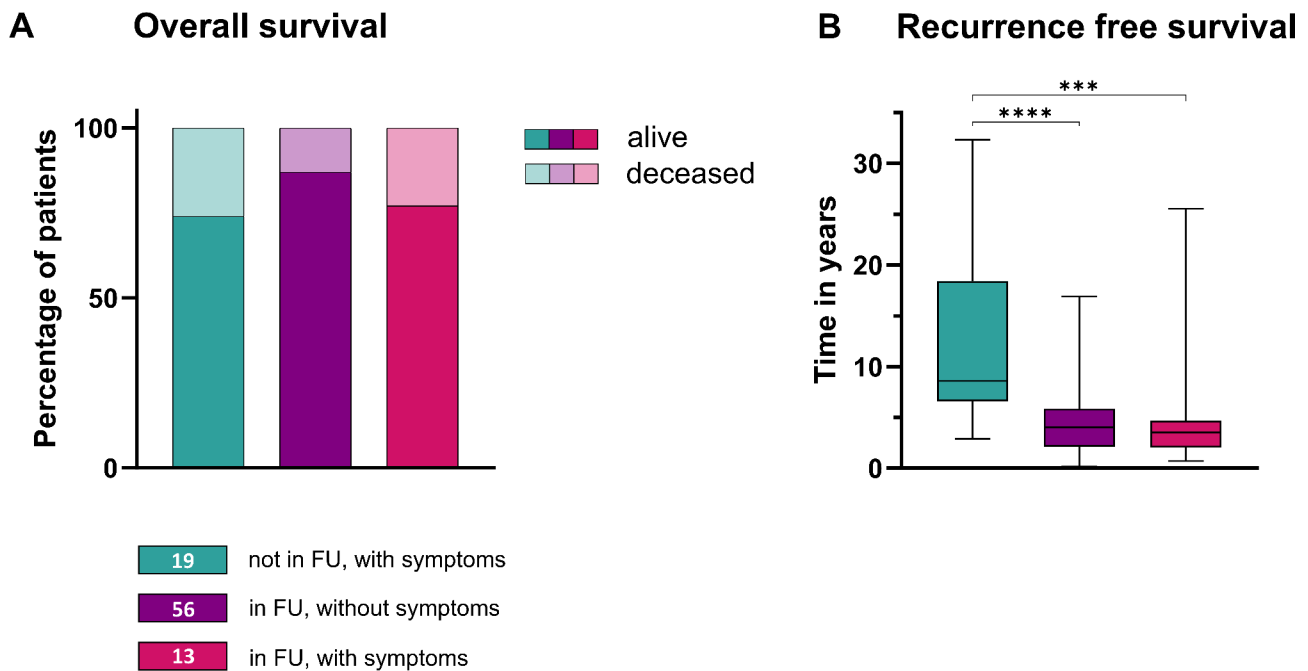 A Overall survival
Percentage of patients
100
50
0
alive
deceased
19 not in FU, with symptoms
56 in FU, without symptoms
13 in FU, with symptoms
B Recurrence free survival
***
****
Time in years
30
20
10
0